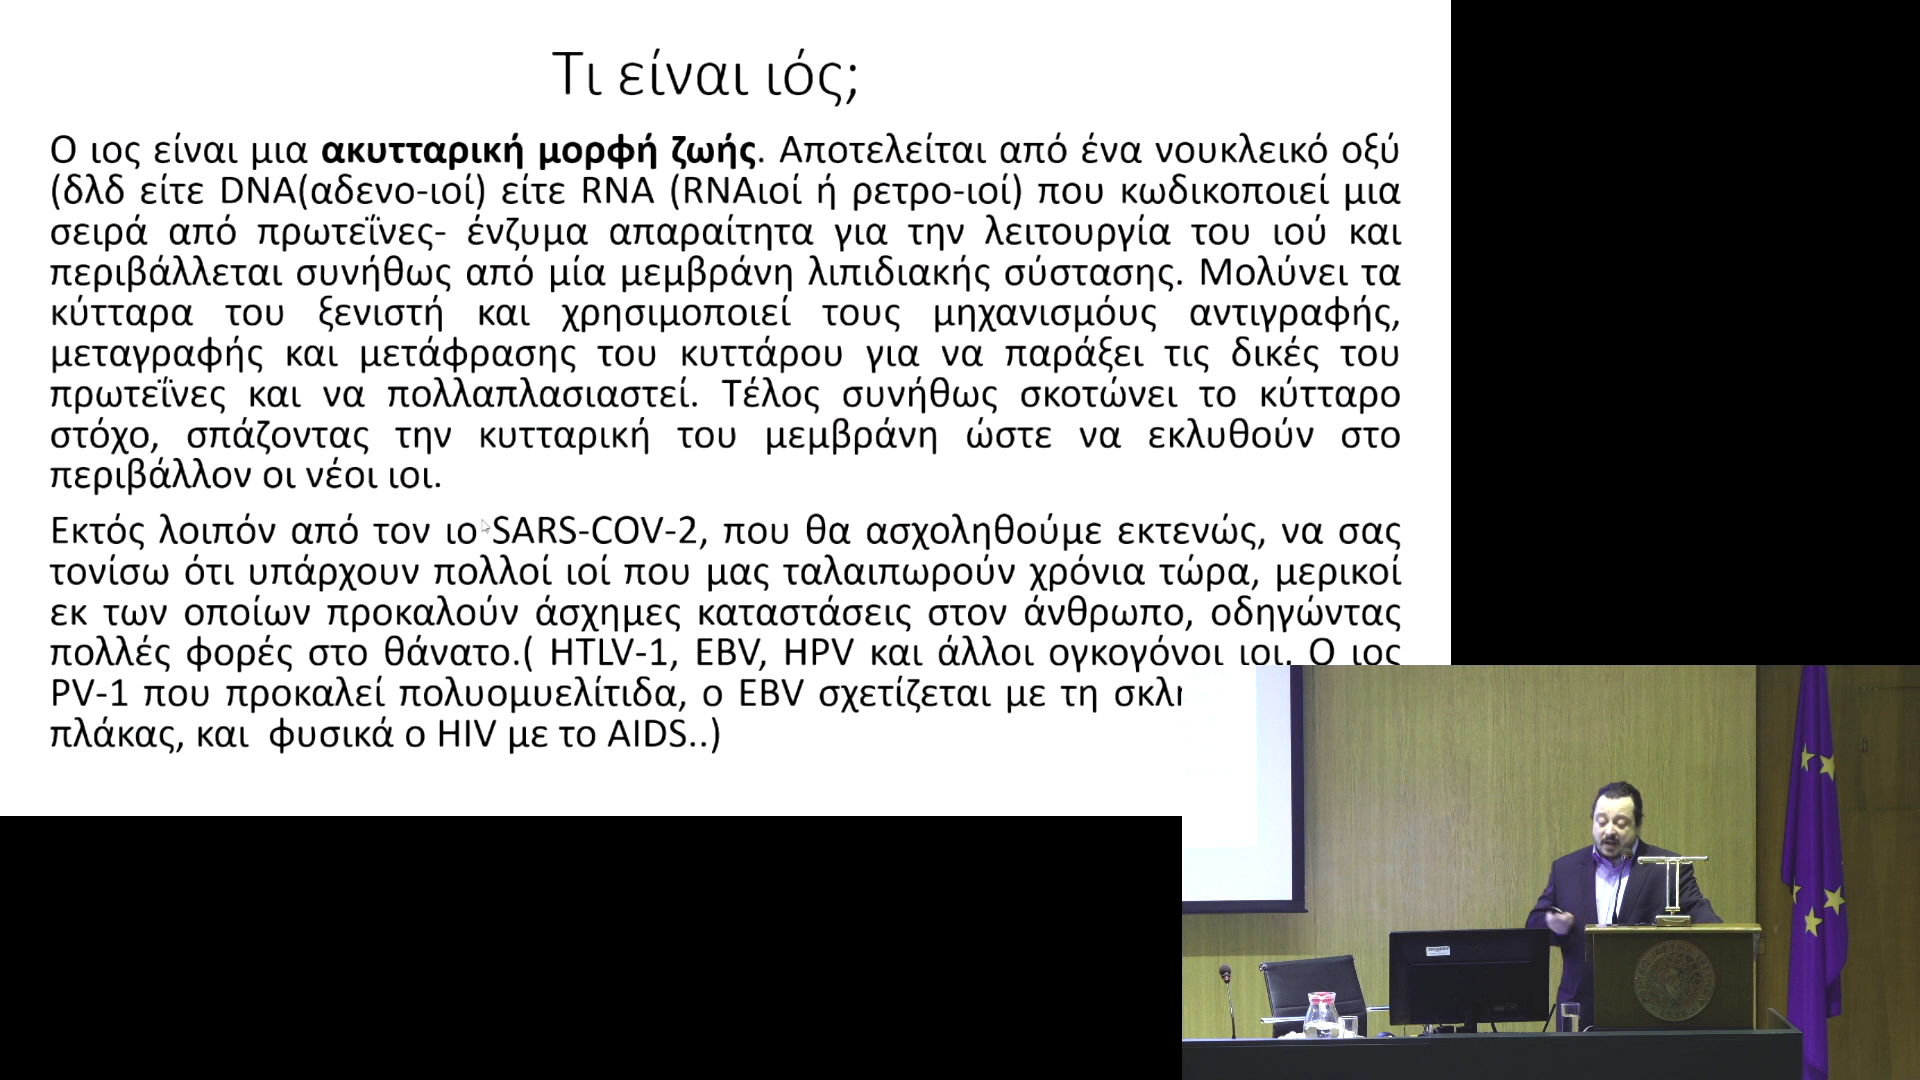 Τι είναι ιός;
Ο ιος είναι μια ακυτταρική μορφή ζωής. Αποτελείται από ένα νουκλεικό οξύ
(δλδ είτε DNA(αδενο-ιοί) είτε RNA (RNAιοί ή ρετρο-ιοί) που κωδικοποιεί μια
σειρά από πρωτεΐνες- ένζυμα απαραίτητα για την λειτουργία του ιού και
περιβάλλεται συνήθως από μία μεμβράνη λιπιδιακής σύστασης. Μολύνει τα
κύτταρα του ξενιστή και χρησιμοποιεί τους μηχανισμόυς αντιγραφής,
μεταγραφής και μετάφρασης του κυττάρου για να παράξει τις δικές του
πρωτεΐνες και να πολλαπλασιαστεί. Τέλος συνήθως σκοτώνει το κύτταρο
στόχο, σπάζοντας την κυτταρική του μεμβράνη ώστε να εκλυθούν στο
περιβάλλον οι νέοι ιοι.
Εκτός λοιπόν από τον ιο SARS-COV-2, που θα ασχοληθούμε εκτενώς, να σας
τονίσω ότι υπάρχουν πολλοί ιοί που μας ταλαιπωρούν χρόνια τώρα, μερικοί
εκ των οποίων προκαλούν άσχημες καταστάσεις στον άνθρωπο, οδηγώντας
πολλές φορές στο θάνατο.( HTLV-1, EBV, HPV και άλλοι ογκογόνοι ιοι. Ο ιος
PV-1 που προκαλεί πολυομυελίτιδα, ο EBV σχετίζεται με τη
πλάκας, και φυσικά ο HIV με το AIDS..)